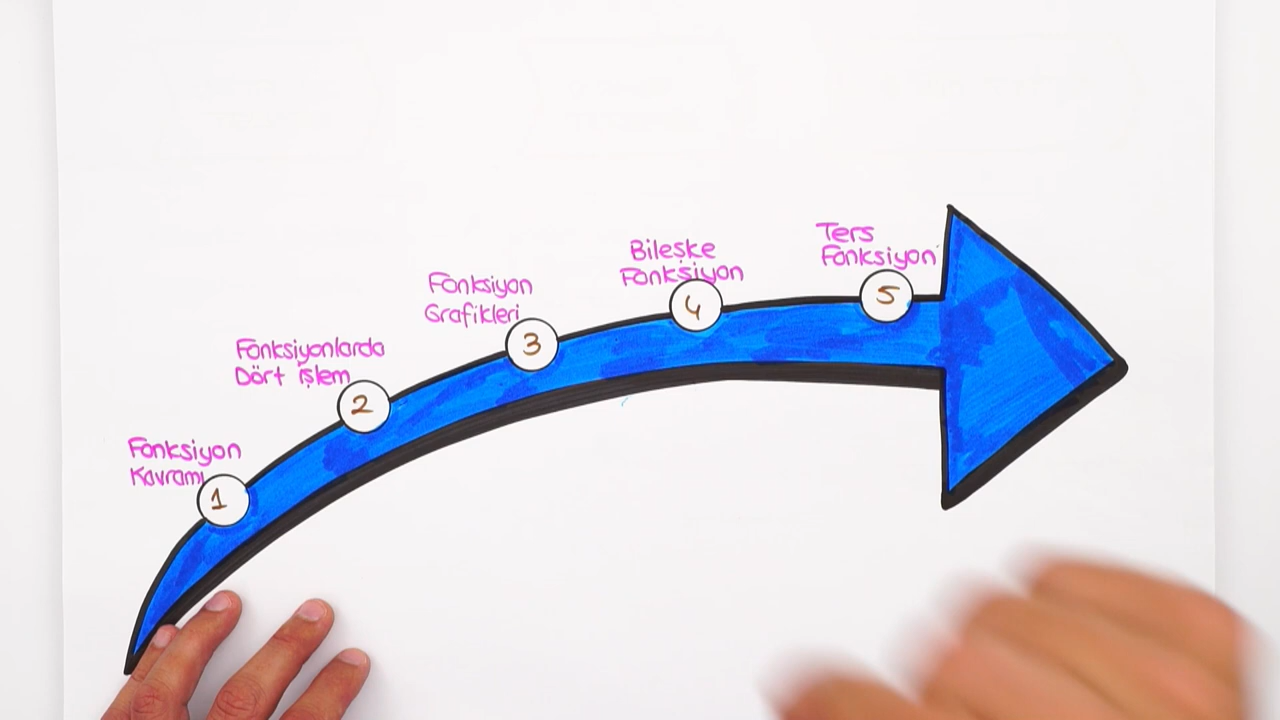 Fonksiyon
Kavramı
1
Fonksiyonlarda
Dört işlem
2
Fonksiyon
Grafikleri
3
Bileşke
Fonksiyon
4
Ters
Fonksiyon
5